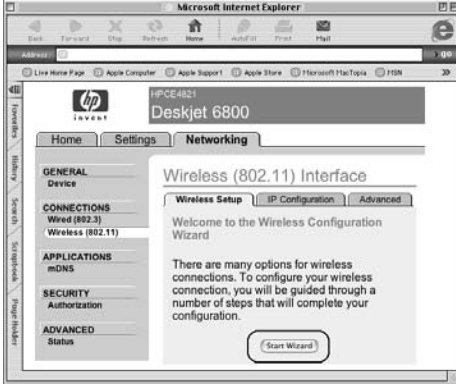 Microsoft Internet Explorer
Back Forward Stop Refresh Home AutoFill Print Mail
Address go
Live Home Page Apple Computer Apple Support Apple Store Microsoft MacTopia MSN
Favorites
History
Search
Scrapbook
Page Holder
hp
invent
HPCE4821
Deskjet 6800
Home Settings Networking
GENERAL
Device
CONNECTIONS
Wired (802.3)
Wireless (802.11)
APPLICATIONS
mDNS
SECURITY
Authorization
ADVANCED
Status
Wireless (802.11) Interface
Wireless Setup IP Configuration Advanced
Welcome to the Wireless Configuration
Wizard
There are many options for wireless
connections. To configure your wireless
connection, you will be guided through a
number of steps that will complete your
configuration.
Start Wizard